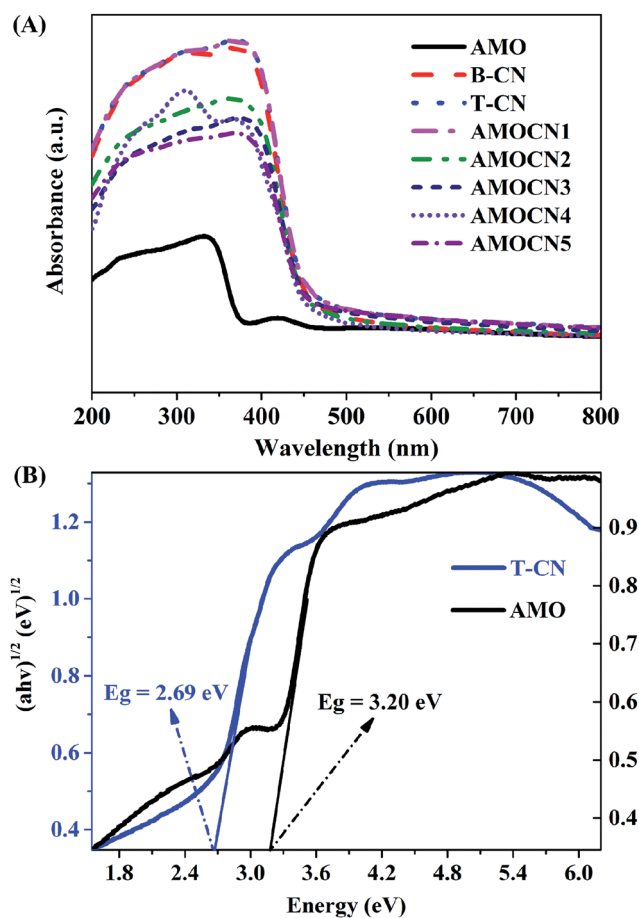 (A)
AMO
B-CN
T-CN
AMOCN1
AMOCN2
AMOCN3
AMOCN4
AMOCN5
Absorbance (a.u.)
200 300 400 500 600 700 800
Wavelength (nm)
(B)
1.2
1.0
0.8
0.6
0.4
(ahv)1/2 (eV)1/2
T-CN
AMO
Eg = 2.69 eV
Eg = 3.20 eV
0.9
0.8
0.7
0.6
0.5
0.4
1.8 2.4 3.0 3.6 4.2 4.8 5.4 6.0
Energy (eV)